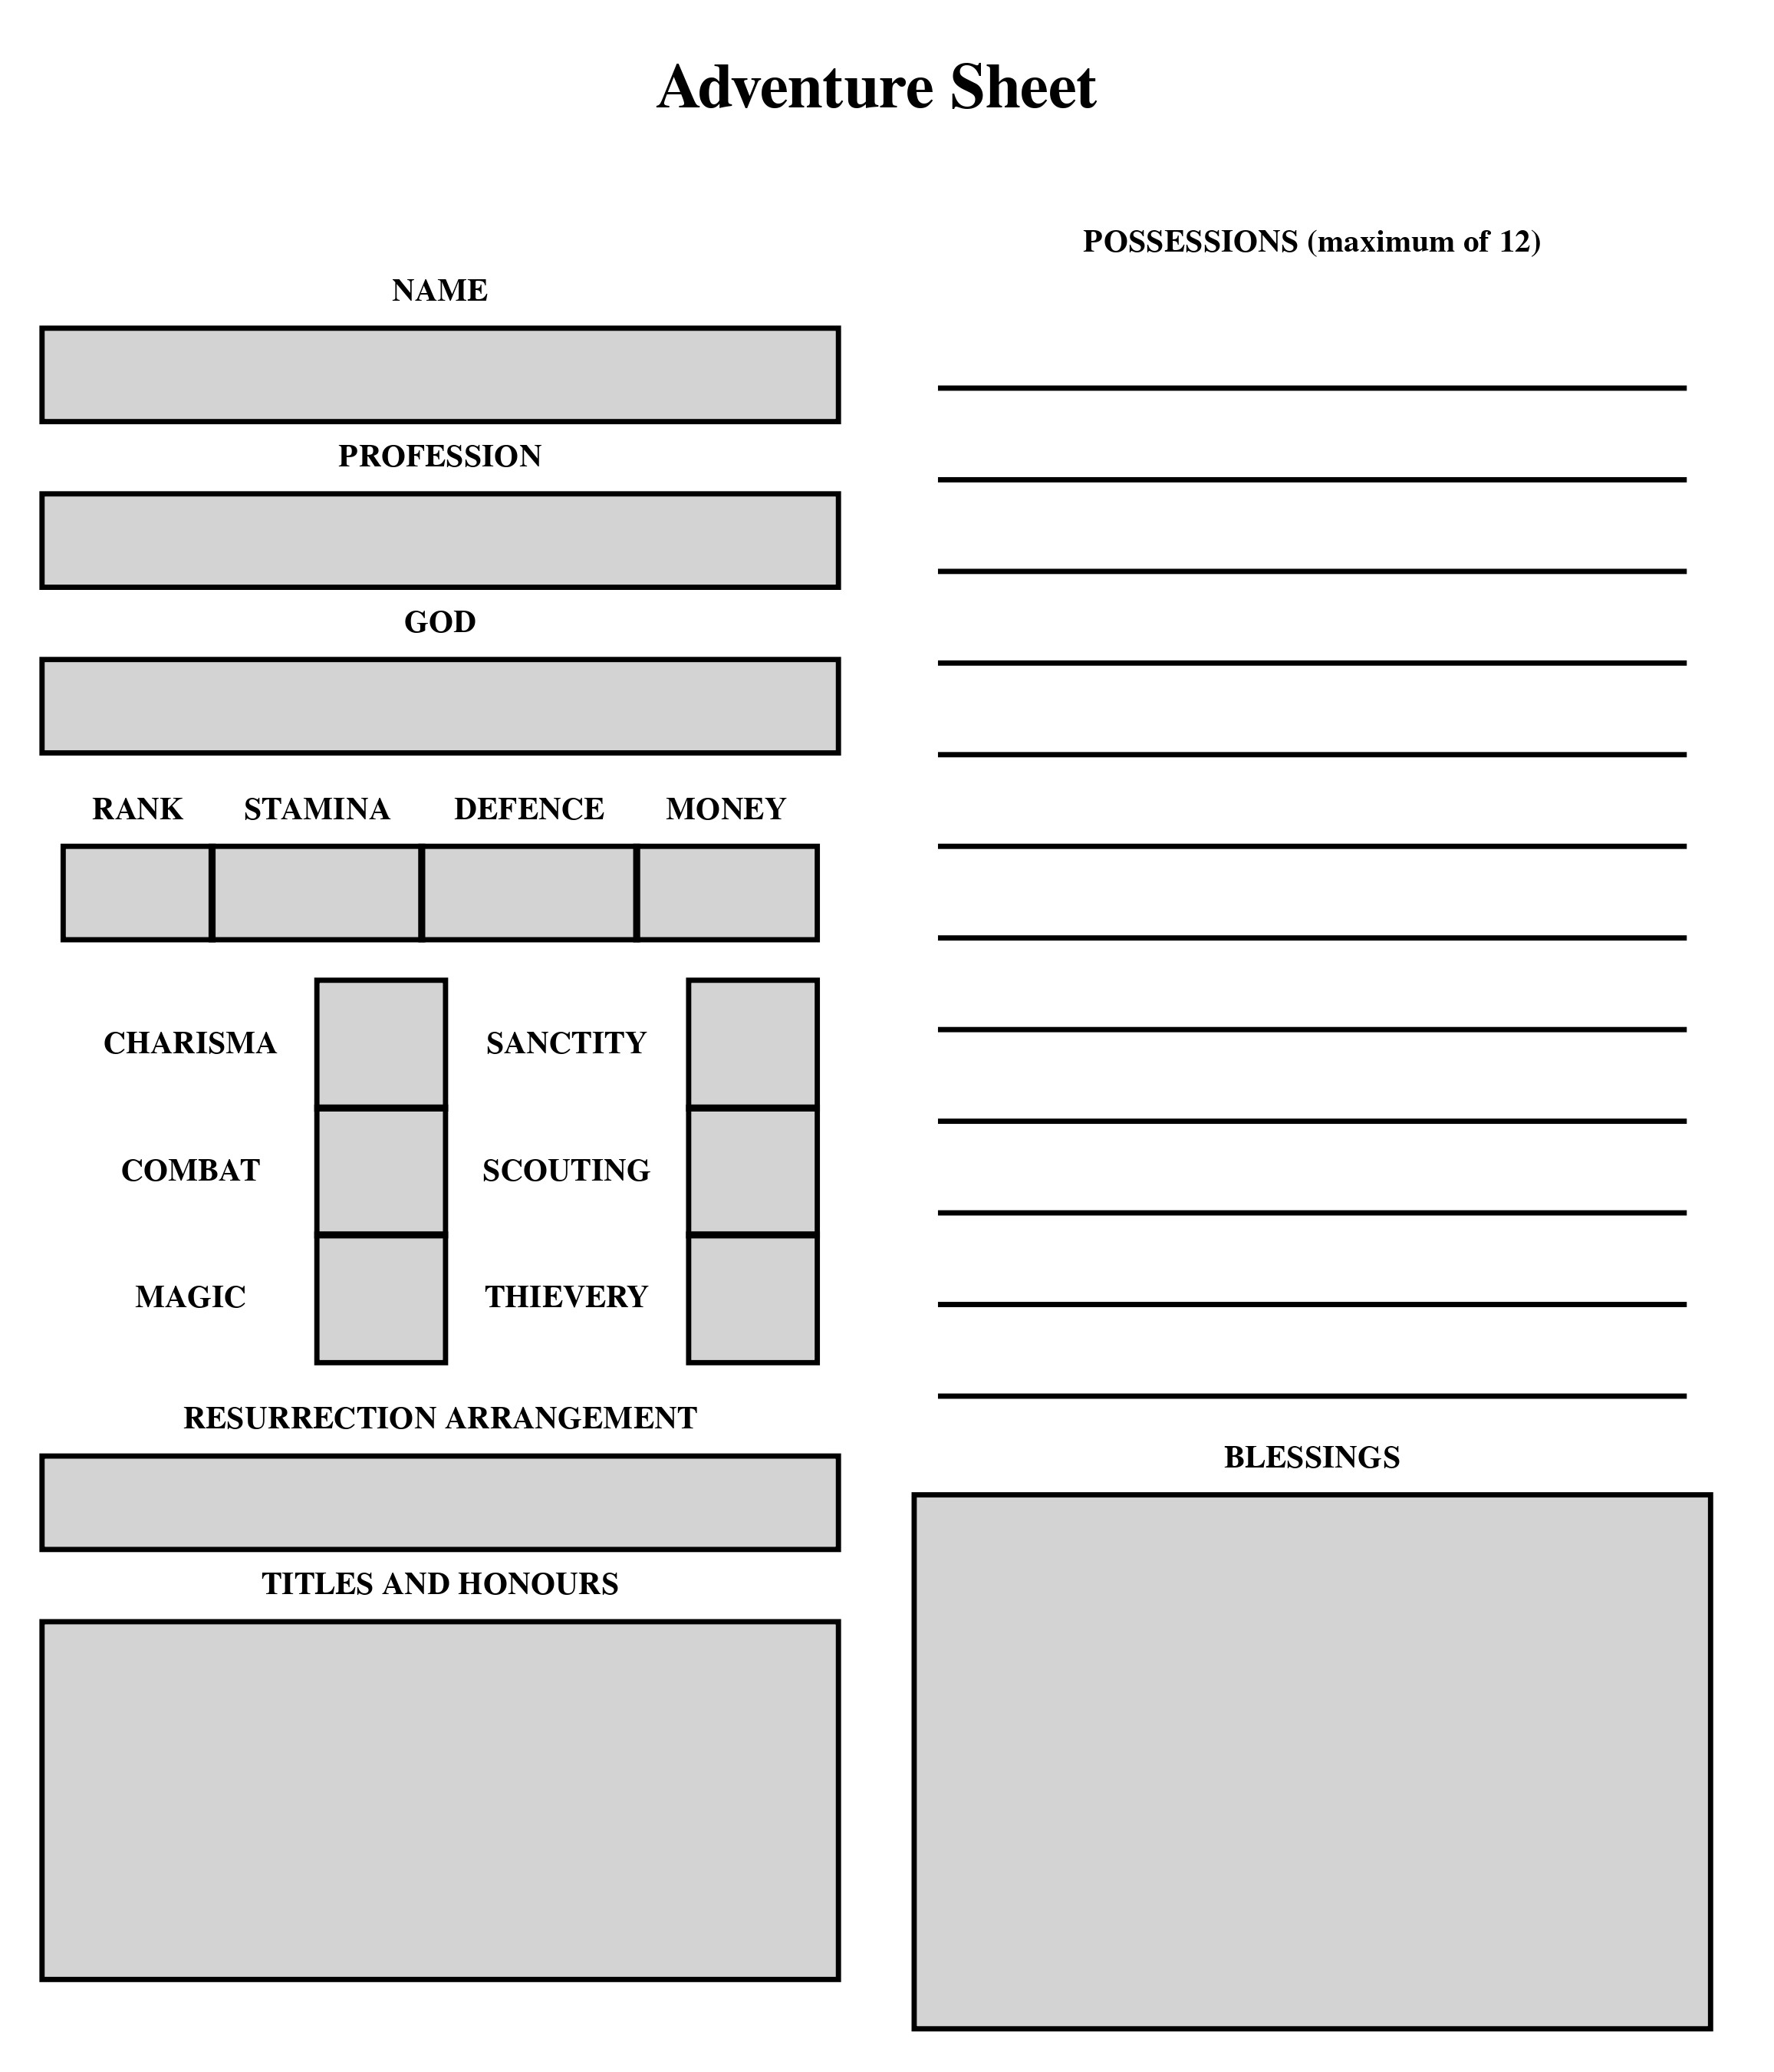 Adventure Sheet
NAME
PROFESSION
GOD
RANK STAMINA DEFENCE MONEY
CHARISMA SANCTITY
COMBAT SCOUTING
MAGIC THIEVERY
RESURRECTION ARRANGEMENT
TITLES AND HONOURS
POSSESSIONS (maximum of 12)
BLESSINGS